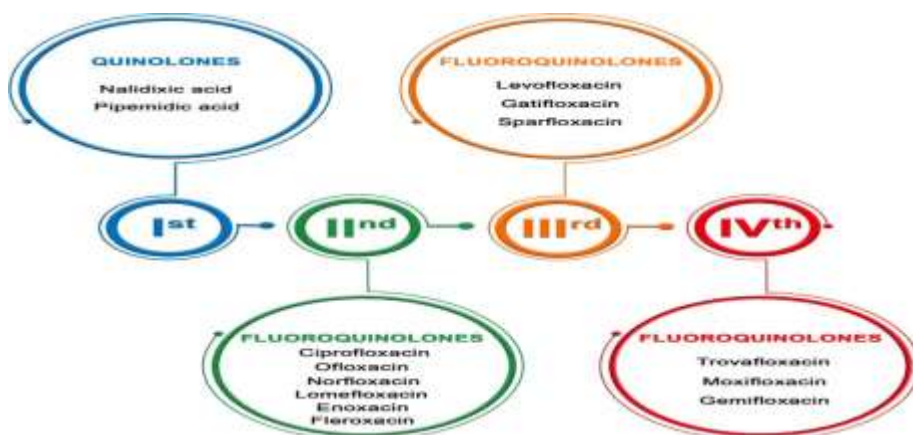 QUINOLONES
Nalidixic acid
Pipemidic acid
FLUOROQUINOLONES
Levofloxacin
Gatifloxacin
Sparfloxacin
Ist
IInd
IIIrd
IVth
FLUOROQUINOLONES
Ciprofloxacin
Ofloxacin
Norfloxacin
Lomefloxacin
Enoxacin
Fleroxacin
FLUOROQUINOLONES
Trovafloxacin
Moxifloxacin
Gemifloxacin